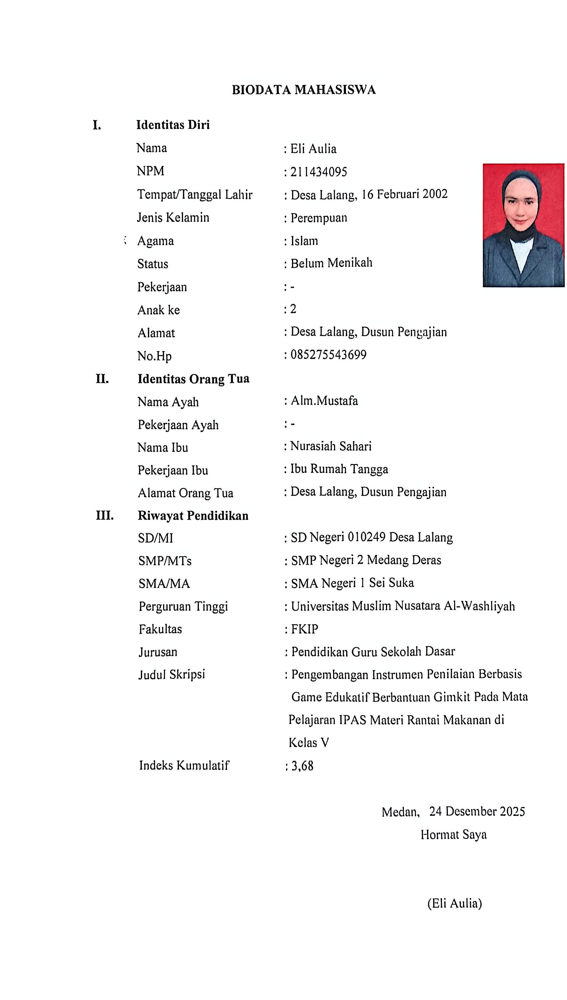 BIODATA MAHASISWA
I. Identitas Diri
Nama : Eli Aulia
NPM : 211434095
Tempat/Tanggal Lahir : Desa Lalang, 16 Februari 2002
Jenis Kelamin : Perempuan
Agama : Islam
Status : Belum Menikah
Pekerjaan : -
Anak ke : 2
Alamat : Desa Lalang, Dusun Pengajian
No.Hp : 085275543699
II. Identitas Orang Tua
Nama Ayah : Alm.Mustafa
Pekerjaan Ayah : -
Nama Ibu : Nurasiah Sahari
Pekerjaan Ibu : Ibu Rumah Tangga
Alamat Orang Tua : Desa Lalang, Dusun Pengajian
III. Riwayat Pendidikan
SD/MI : SD Negeri 010249 Desa Lalang
SMP/MTs : SMP Negeri 2 Medang Deras
SMA/MA : SMA Negeri 1 Sei Suka
Perguruan Tinggi : Universitas Muslim Nusatara Al-Washliyah
Fakultas : FKIP
Jurusan : Pendidikan Guru Sekolah Dasar
Judul Skripsi : Pengembangan Instrumen Penilaian Berbasis
Game Edukatif Berbantuan Gimkit Pada Mata
Pelajaran IPAS Materi Rantai Makanan di
Kelas V
Indeks Kumulatif : 3,68
Medan, 24 Desember 2025
Hormat Saya
(Eli Aulia)